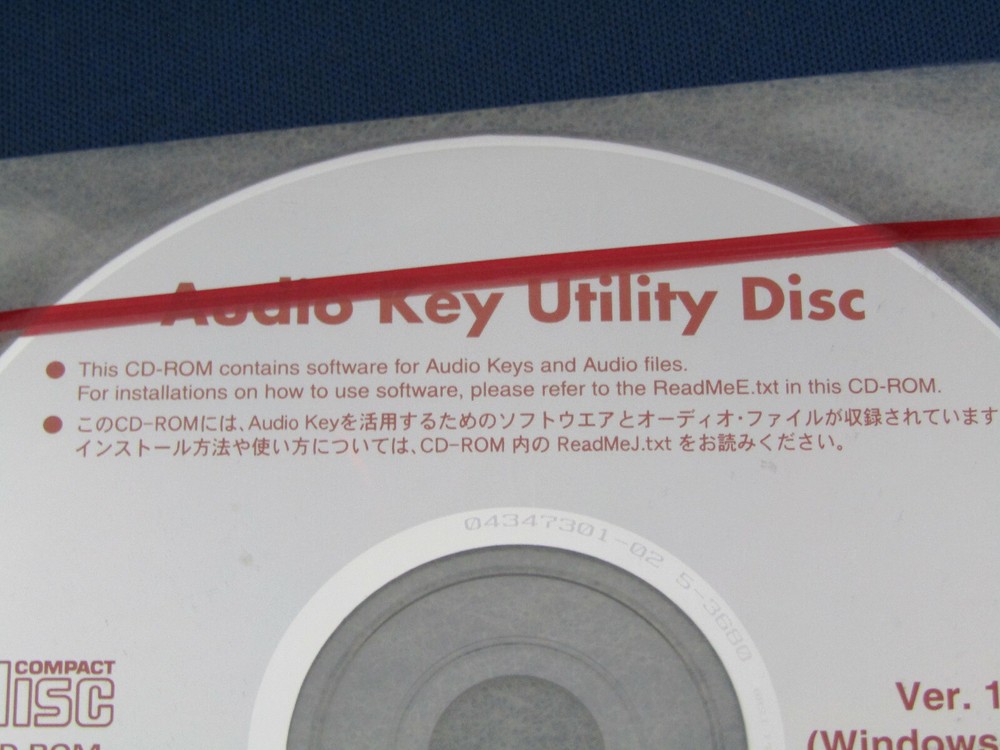 Audio Key Utility Disc
● This CD-ROM contains software for Audio Keys and Audio files.
For installations on how to use software, please refer to the ReadMeE.txt in this CD-ROM.
● このCD-ROMには、Audio Keyを活用するためのソフトウエアとオーディオ・ファイルが収録されています
インストール方法や使い方については、CD-ROM 内の ReadMeJ.txt をお読みください。
04347301-02 5-3680
COMPACT
disc
Ver. 1
(Windows